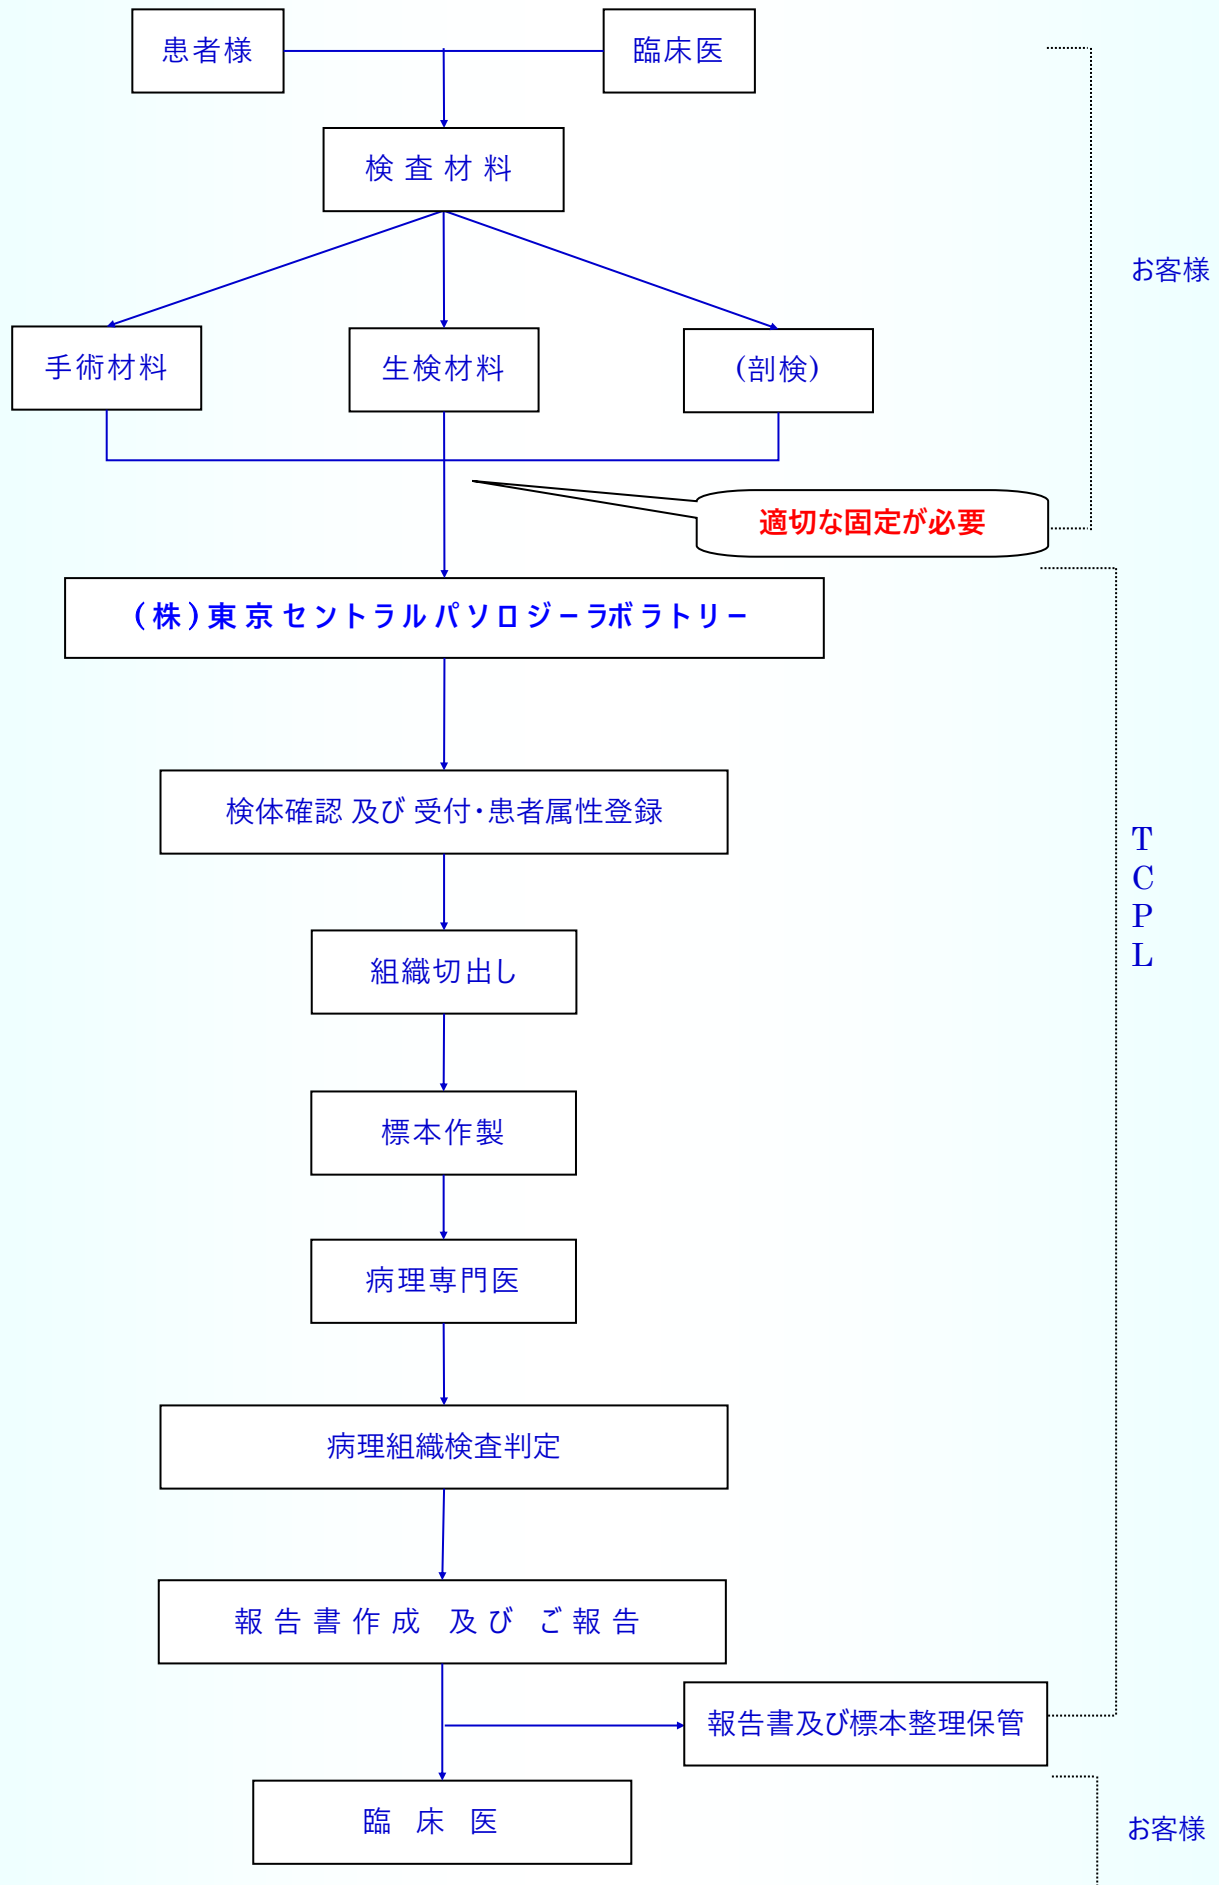 患者様
臨床医
検査材料
お客様
手術材料
生検材料
(剖検)
適切な固定が必要
(株)東京セントラルパソロジーラボラトリー
検体確認 及び 受付・患者属性登録
T
C
P
L
組織切出し
標本作製
病理専門医
病理組織検査判定
報告書作成 及び ご報告
報告書及び標本整理保管
臨床医
お客様